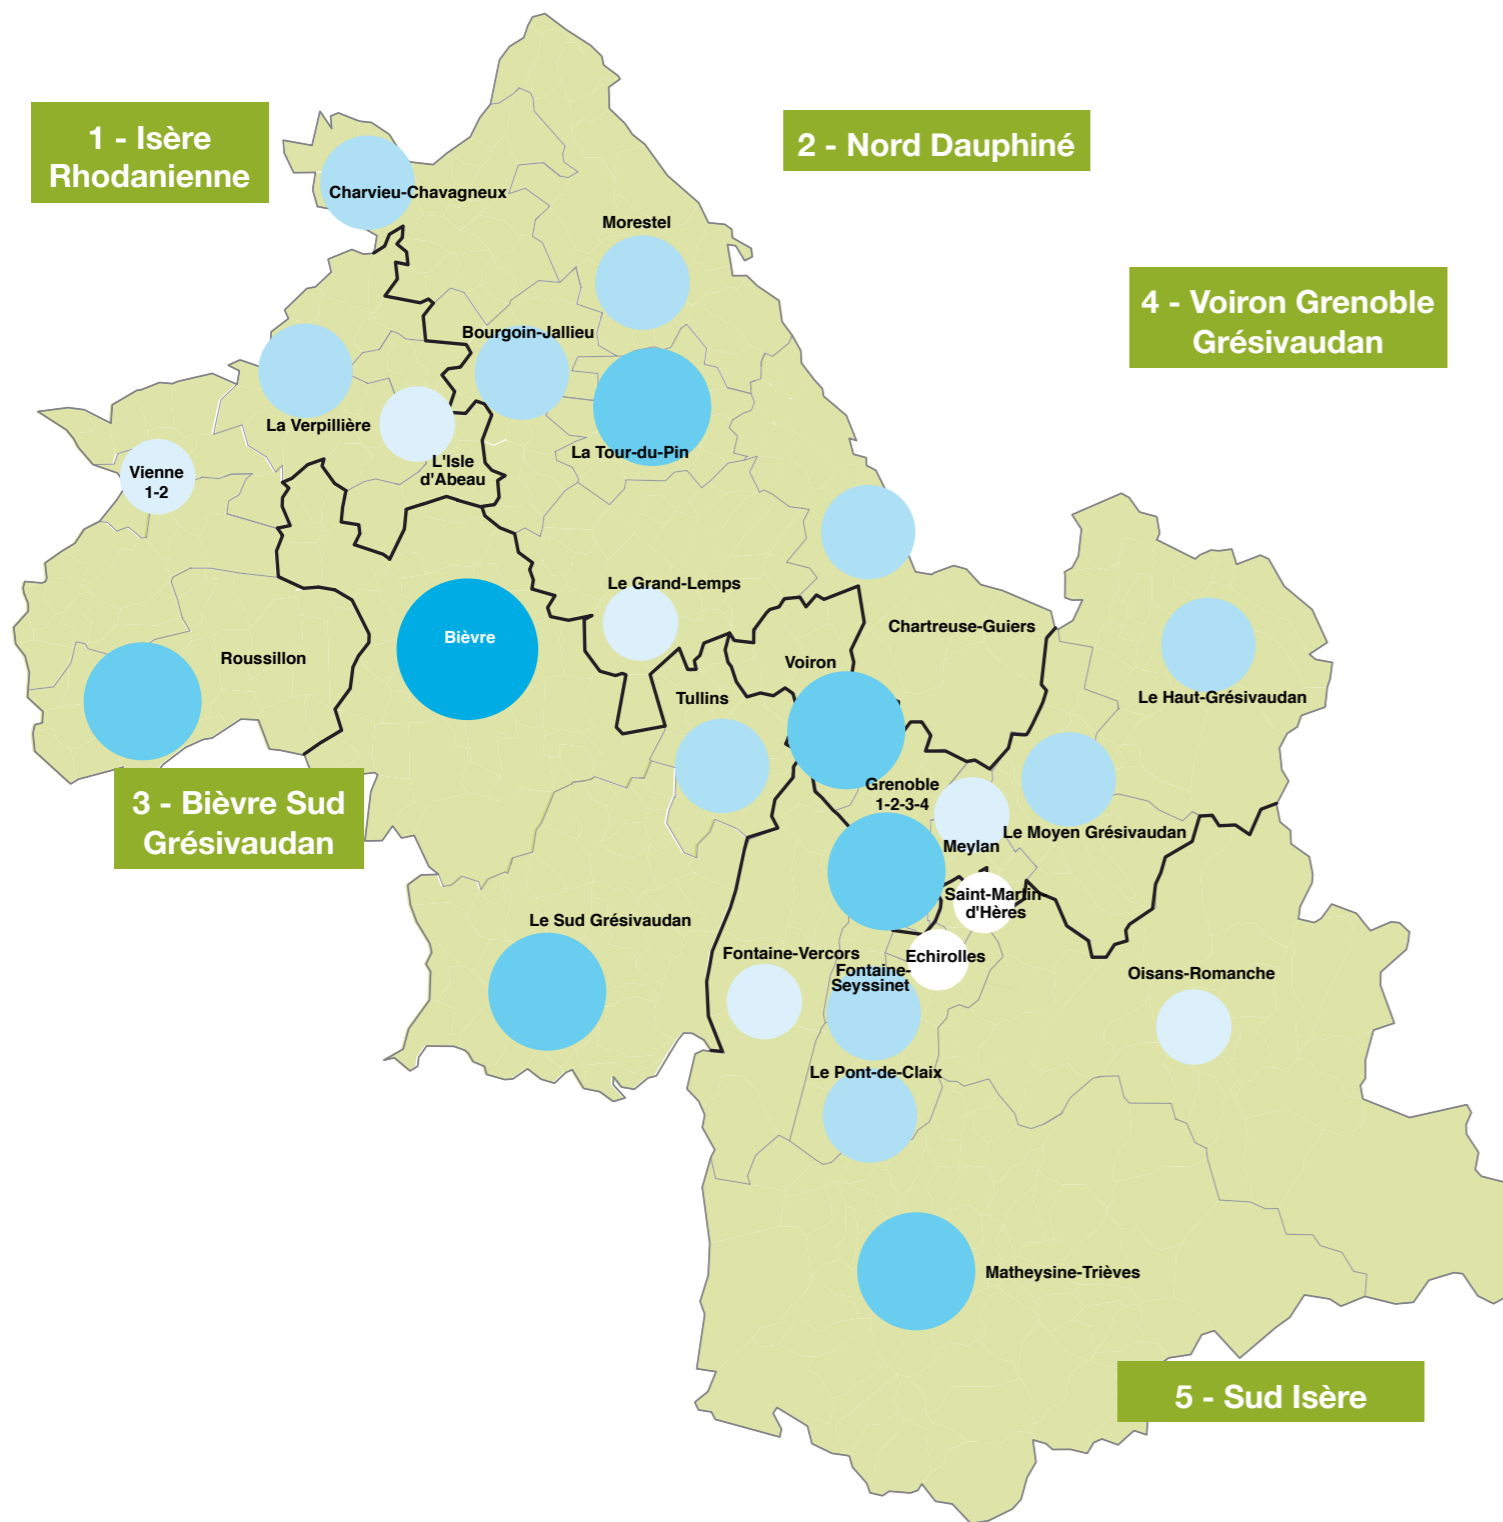 1 - Isère
Rhodanienne
2 - Nord Dauphiné
Charvieu-Chavagneux
Morestel
4 - Voiron Grenoble
Grésivaudan
Bourgoin-Jallieu
La Verpillière
La Tour-du-Pin
L'Isle
d'Abeau
Vienne
1-2
Le Grand-Lemps
Chartreuse-Guiers
Bièvre
Roussillon
Voiron
Tullins
Le Haut-Grésivaudan
3 - Bièvre Sud
Grésivaudan
Grenoble
1-2-3-4
Le Moyen Grésivaudan
Meylan
Saint-Martin
d'Hères
Le Sud Grésivaudan
Fontaine-Vercors
Echirolles
Fontaine-
Seyssinet
Oisans-Romanche
Le Pont-de-Claix
Matheysine-Trièves
5 - Sud Isère